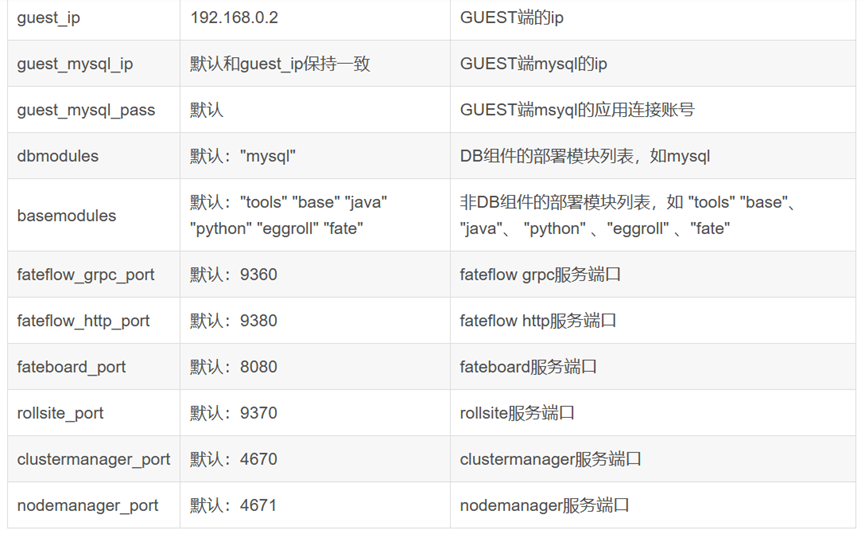 guest_ip 192.168.0.2 GUEST端的ip
guest_mysql_ip 默认和guest_ip保持一致 GUEST端mysql的ip
guest_mysql_pass 默认 GUEST端msyql的应用连接账号
dbmodules 默认："mysql" DB组件的部署模块列表，如mysql
basemodules 默认："tools" "base" "java" "python" "eggroll" "fate" 非DB组件的部署模块列表，如 "tools" "base"、 "java"、 "python" 、"eggroll" 、"fate"
fateflow_grpc_port 默认：9360 fateflow grpc服务端口
fateflow_http_port 默认：9380 fateflow http服务端口
fateboard_port 默认：8080 fateboard服务端口
rollsite_port 默认：9370 rollsite服务端口
clustermanager_port 默认：4670 clustermanager服务端口
nodemanager_port 默认：4671 nodemanager服务端口